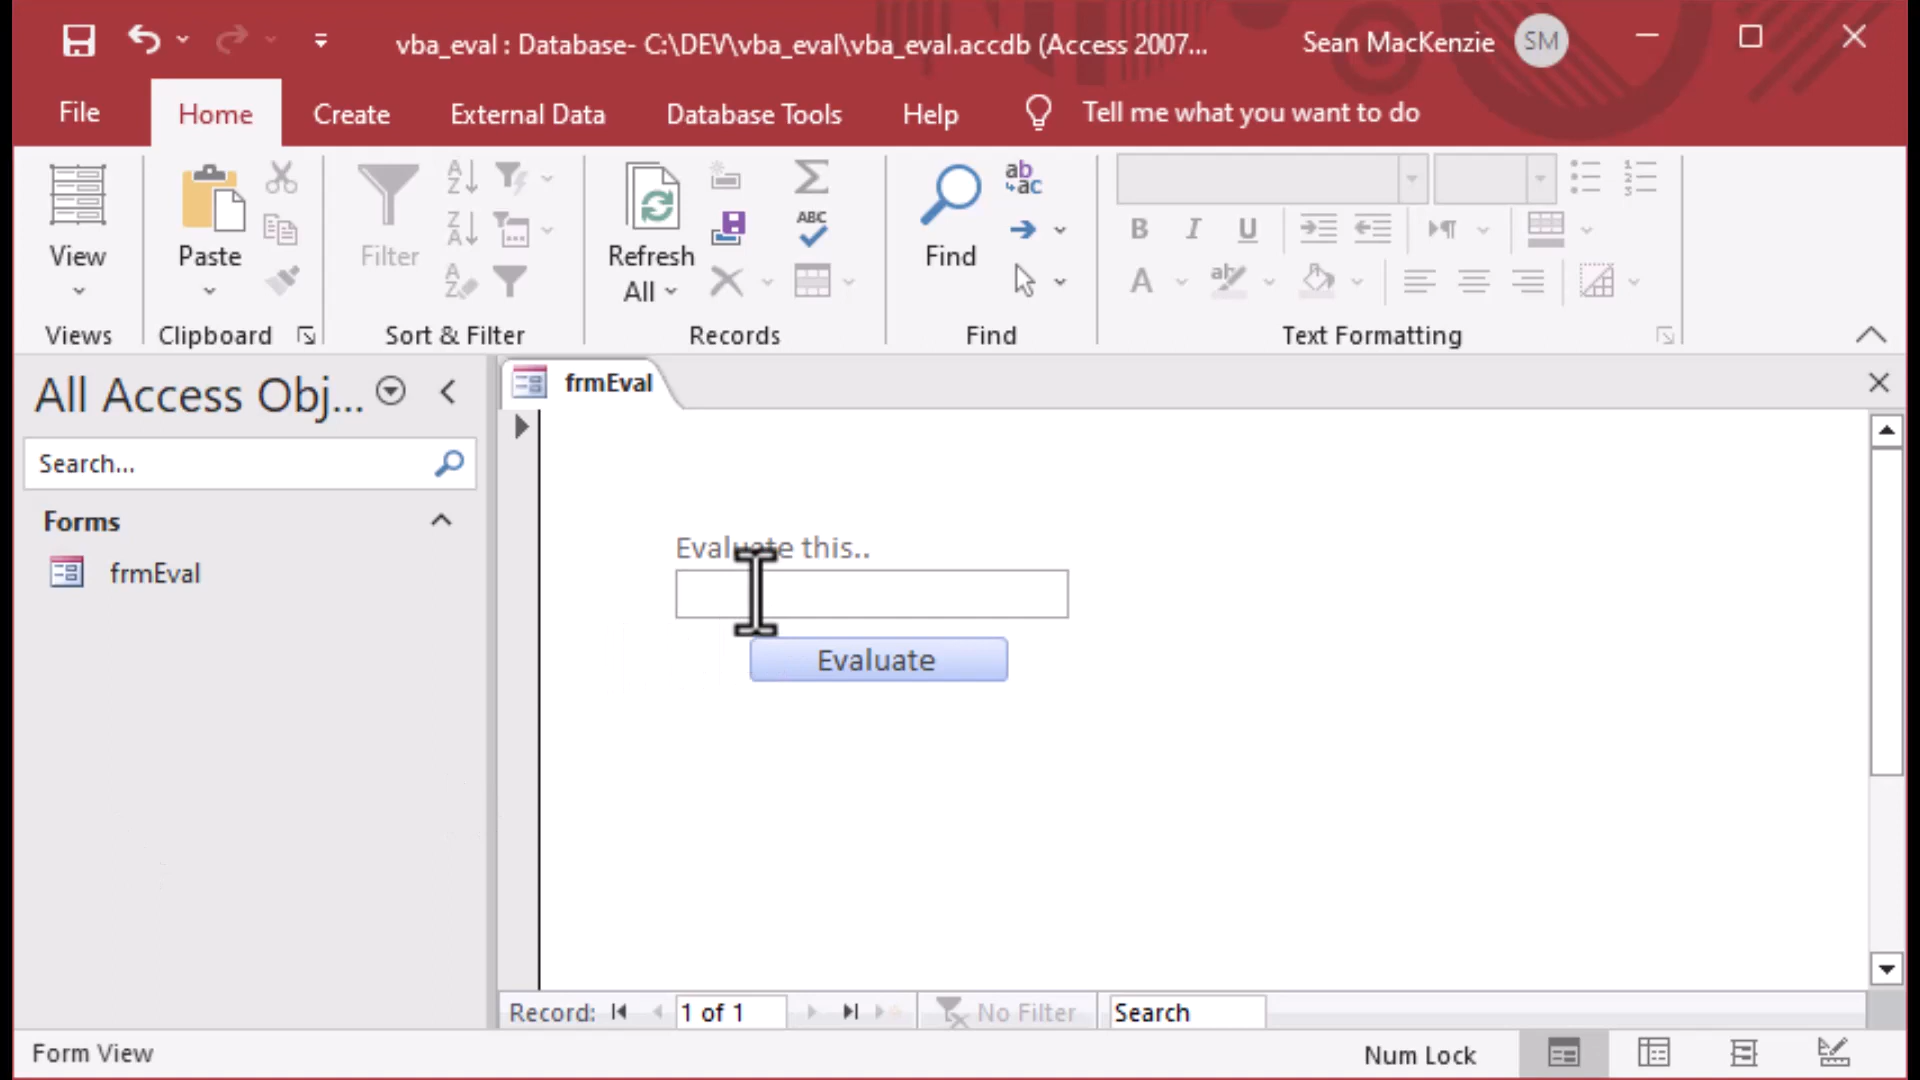 vba_eval : Database- C:\DEV\vba_eval\vba_eval.accdb (Access 2007...
Sean MacKenzie
SM
File
Home
Create
External Data
Database Tools
Help
Tell me what you want to do
View
Paste
Filter
Refresh
All
Find
Views
Clipboard
Sort & Filter
Records
Find
Text Formatting
All Access Obj...
frmEval
Search...
Forms
frmEval
Evaluate this..
Evaluate
Record:
1 of 1
No Filter
Search
Form View
Num Lock